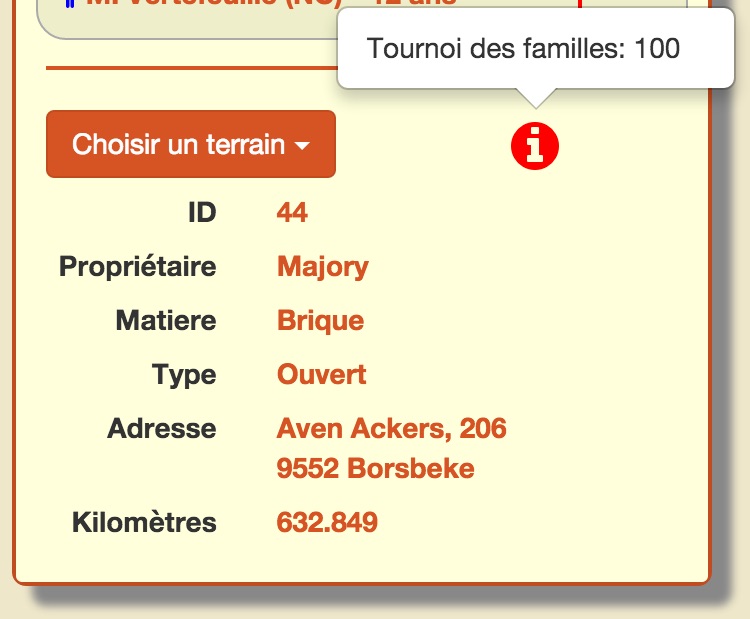 Tournoi des familles: 100
Choisir un terrain
ID 44
Propriétaire Majory
Matiere Brique
Type Ouvert
Adresse Aven Ackers, 206
9552 Borsbeke
Kilomètres 632.849